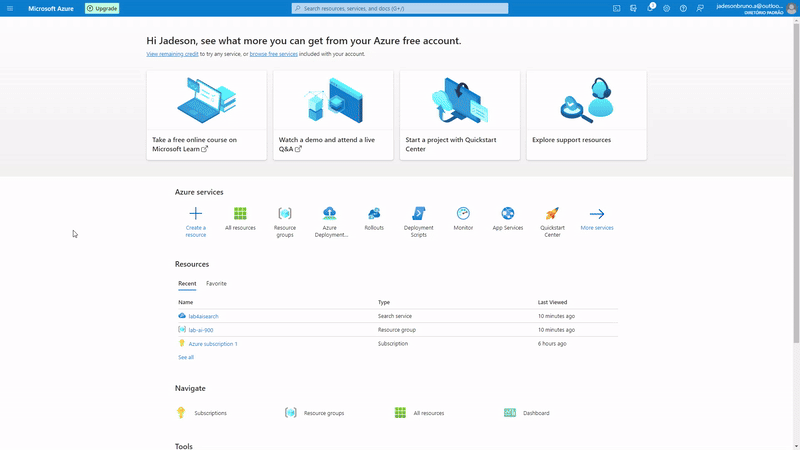 Microsoft Azure
Upgrade
Search resources, services, and docs (G+/)
1
jadesonbruno.a@outloo...
DIRETÓRIO PADRÃO
Hi Jadeson, see what more you can get from your Azure free account.
View remaining credit to try any service, or browse free services included with your account.
Take a free online course on
Microsoft Learn
Watch a demo and attend a live
Q&A
Start a project with Quickstart
Center
Explore support resources
Azure services
Create a
resource
All resources
Resource
groups
Azure
Deployment...
Rollouts
Deployment
Scripts
Monitor
App Services
Quickstart
Center
More services
Resources
Recent
Favorite
Name
Type
Last Viewed
lab4aisearch
Search service
10 minutes ago
lab-ai-900
Resource group
10 minutes ago
Azure subscription 1
Subscription
6 hours ago
See all
Navigate
Subscriptions
Resource groups
All resources
Dashboard
Tools